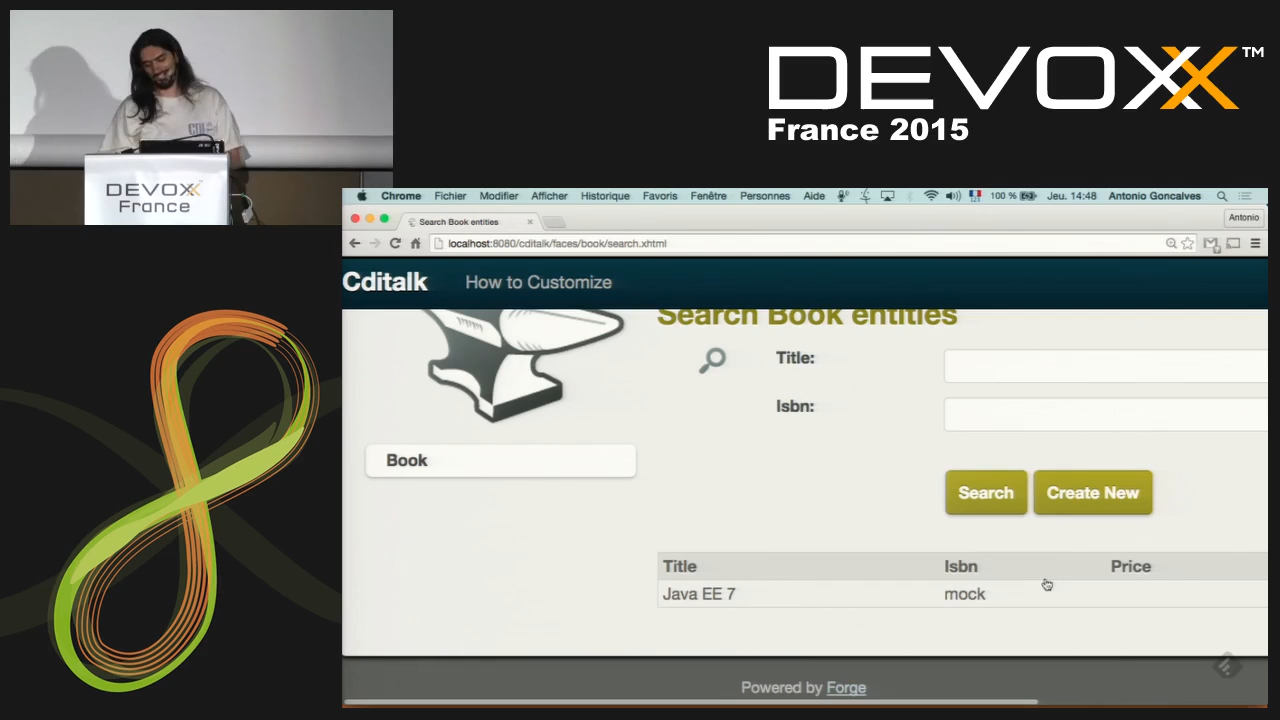 DEVOXX™
France 2015
DEVOXX
France
Chrome Fichier Modifier Afficher Historique Favoris Fenêtre Personnes Aide 100 % Jeu. 14:48 Antonio Goncalves
Search Book entities
Antonio
localhost:8080/cditalk/faces/book/search.xhtml
Cditalk How to Customize
Search Book entities
Title:
Isbn:
Book
Search Create New
Title Isbn Price
Java EE 7 mock
Powered by Forge